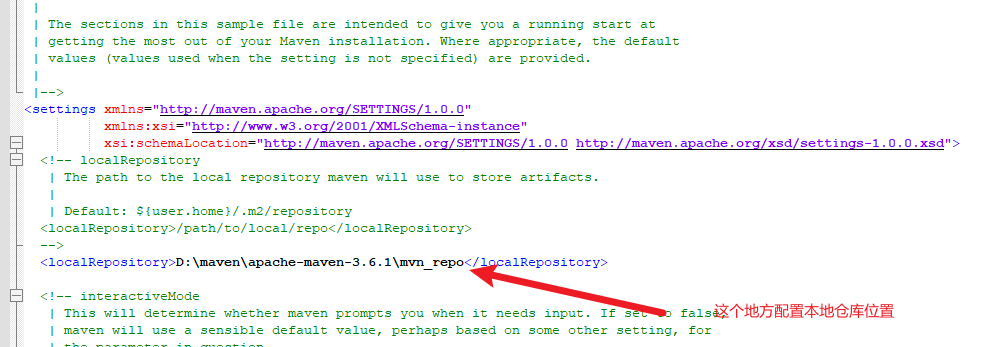 |
| The sections in this sample file are intended to give you a running start at
| getting the most out of your Maven installation. Where appropriate, the default
| values (values used when the setting is not specified) are provided.
|
|-->
<settings xmlns="http://maven.apache.org/SETTINGS/1.0.0"
xmlns:xsi="http://www.w3.org/2001/XMLSchema-instance"
xsi:schemaLocation="http://maven.apache.org/SETTINGS/1.0.0 http://maven.apache.org/xsd/settings-1.0.0.xsd">
<!-- localRepository
| The path to the local repository maven will use to store artifacts.
|
| Default: ${user.home}/.m2/repository
<localRepository>/path/to/local/repo</localRepository>
-->
<localRepository>D:\maven\apache-maven-3.6.1\mvn_repo</localRepository>
<!-- interactiveMode
| This will determine whether maven prompts you when it needs input. If set to false,
这个地方配置本地仓库位置
| maven will use a sensible default value, perhaps based on some other setting, for
| the parameter in question.